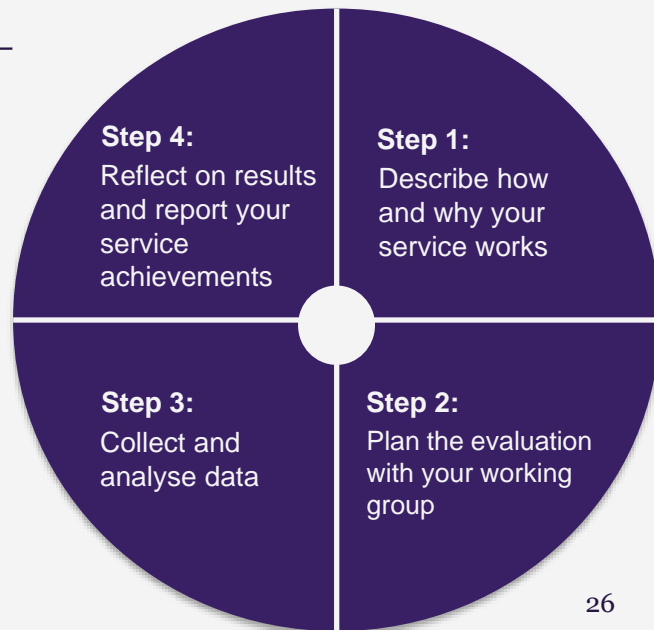 Step 1:
Describe how
and why your
service works
Step 2:
Plan the evaluation
with your working
group
Step 3:
Collect and
analyse data
Step 4:
Reflect on results
and report your
service
achievements
26